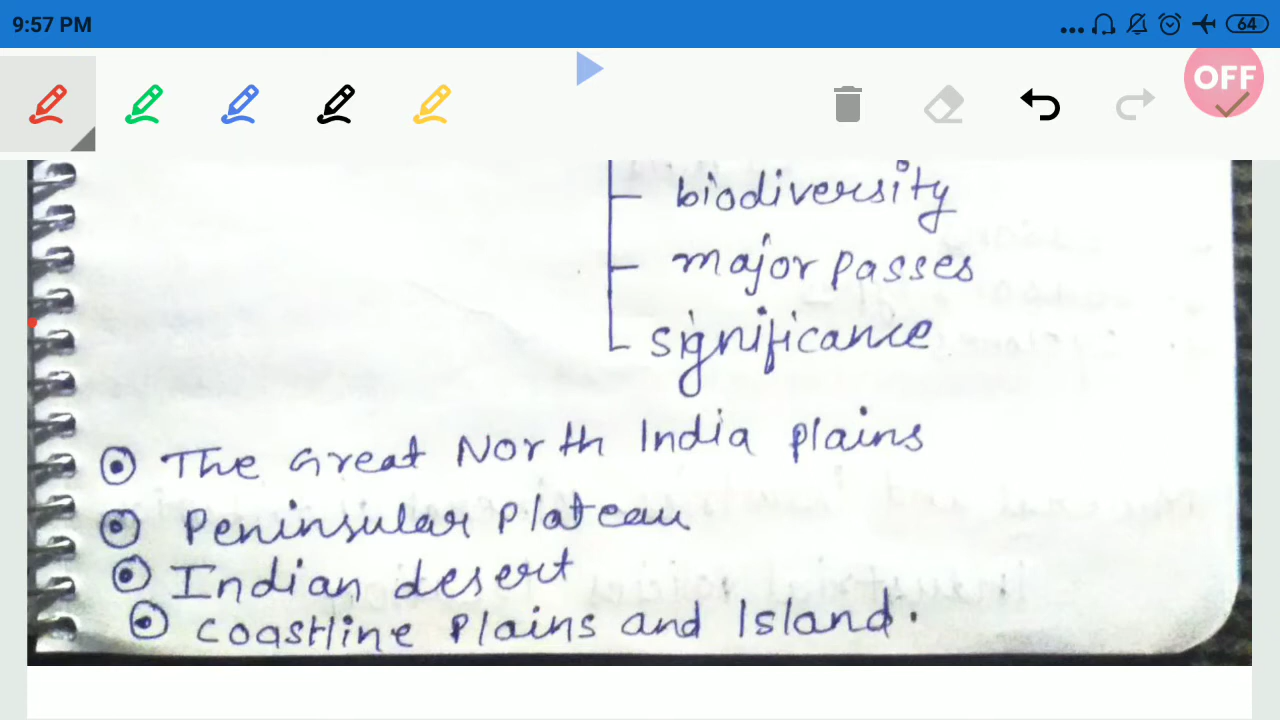 9:57 PM
64
OFF
biodiversity
major passes
significance
The Great North India plains
Peninsular Plateau
Indian desert
Coastline Plains and Island.